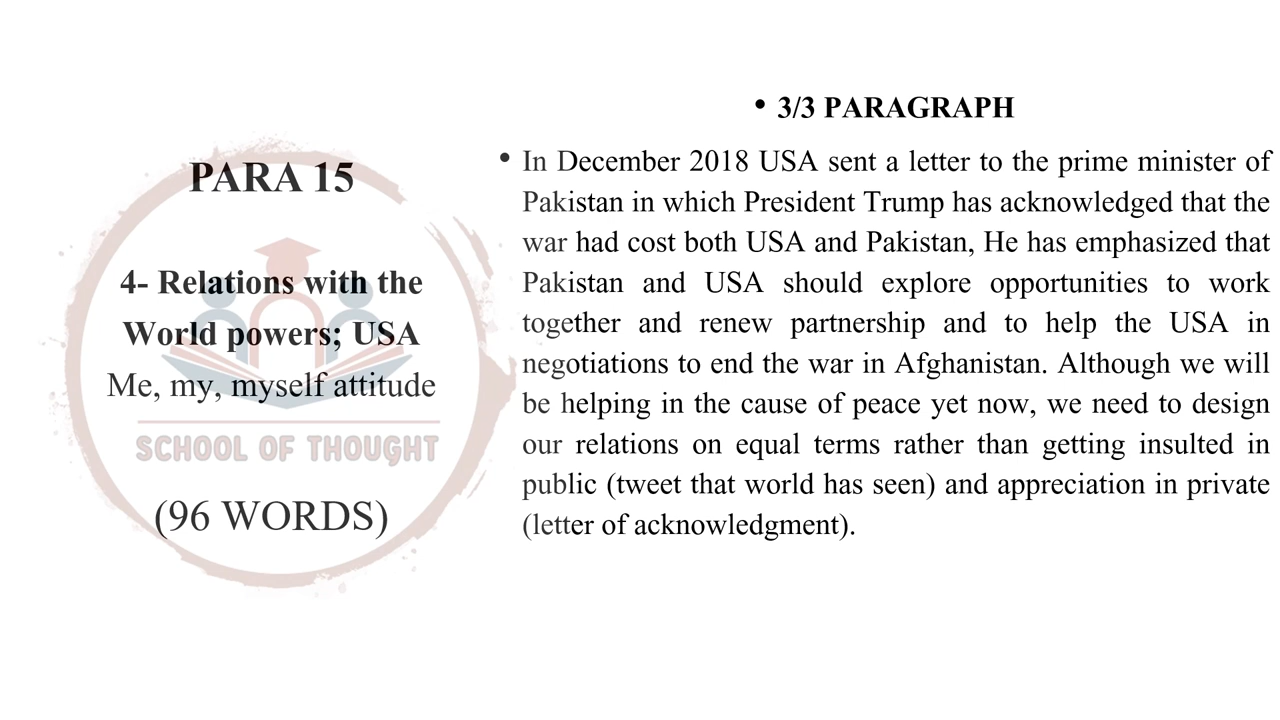 PARA 15
4- Relations with the
World powers; USA
Me, my, myself attitude
SCHOOL OF THOUGHT
(96 WORDS)
• 3/3 PARAGRAPH
• In December 2018 USA sent a letter to the prime minister of
Pakistan in which President Trump has acknowledged that the
war had cost both USA and Pakistan, He has emphasized that
Pakistan and USA should explore opportunities to work
together and renew partnership and to help the USA in
negotiations to end the war in Afghanistan. Although we will
be helping in the cause of peace yet now, we need to design
our relations on equal terms rather than getting insulted in
public (tweet that world has seen) and appreciation in private
(letter of acknowledgment).